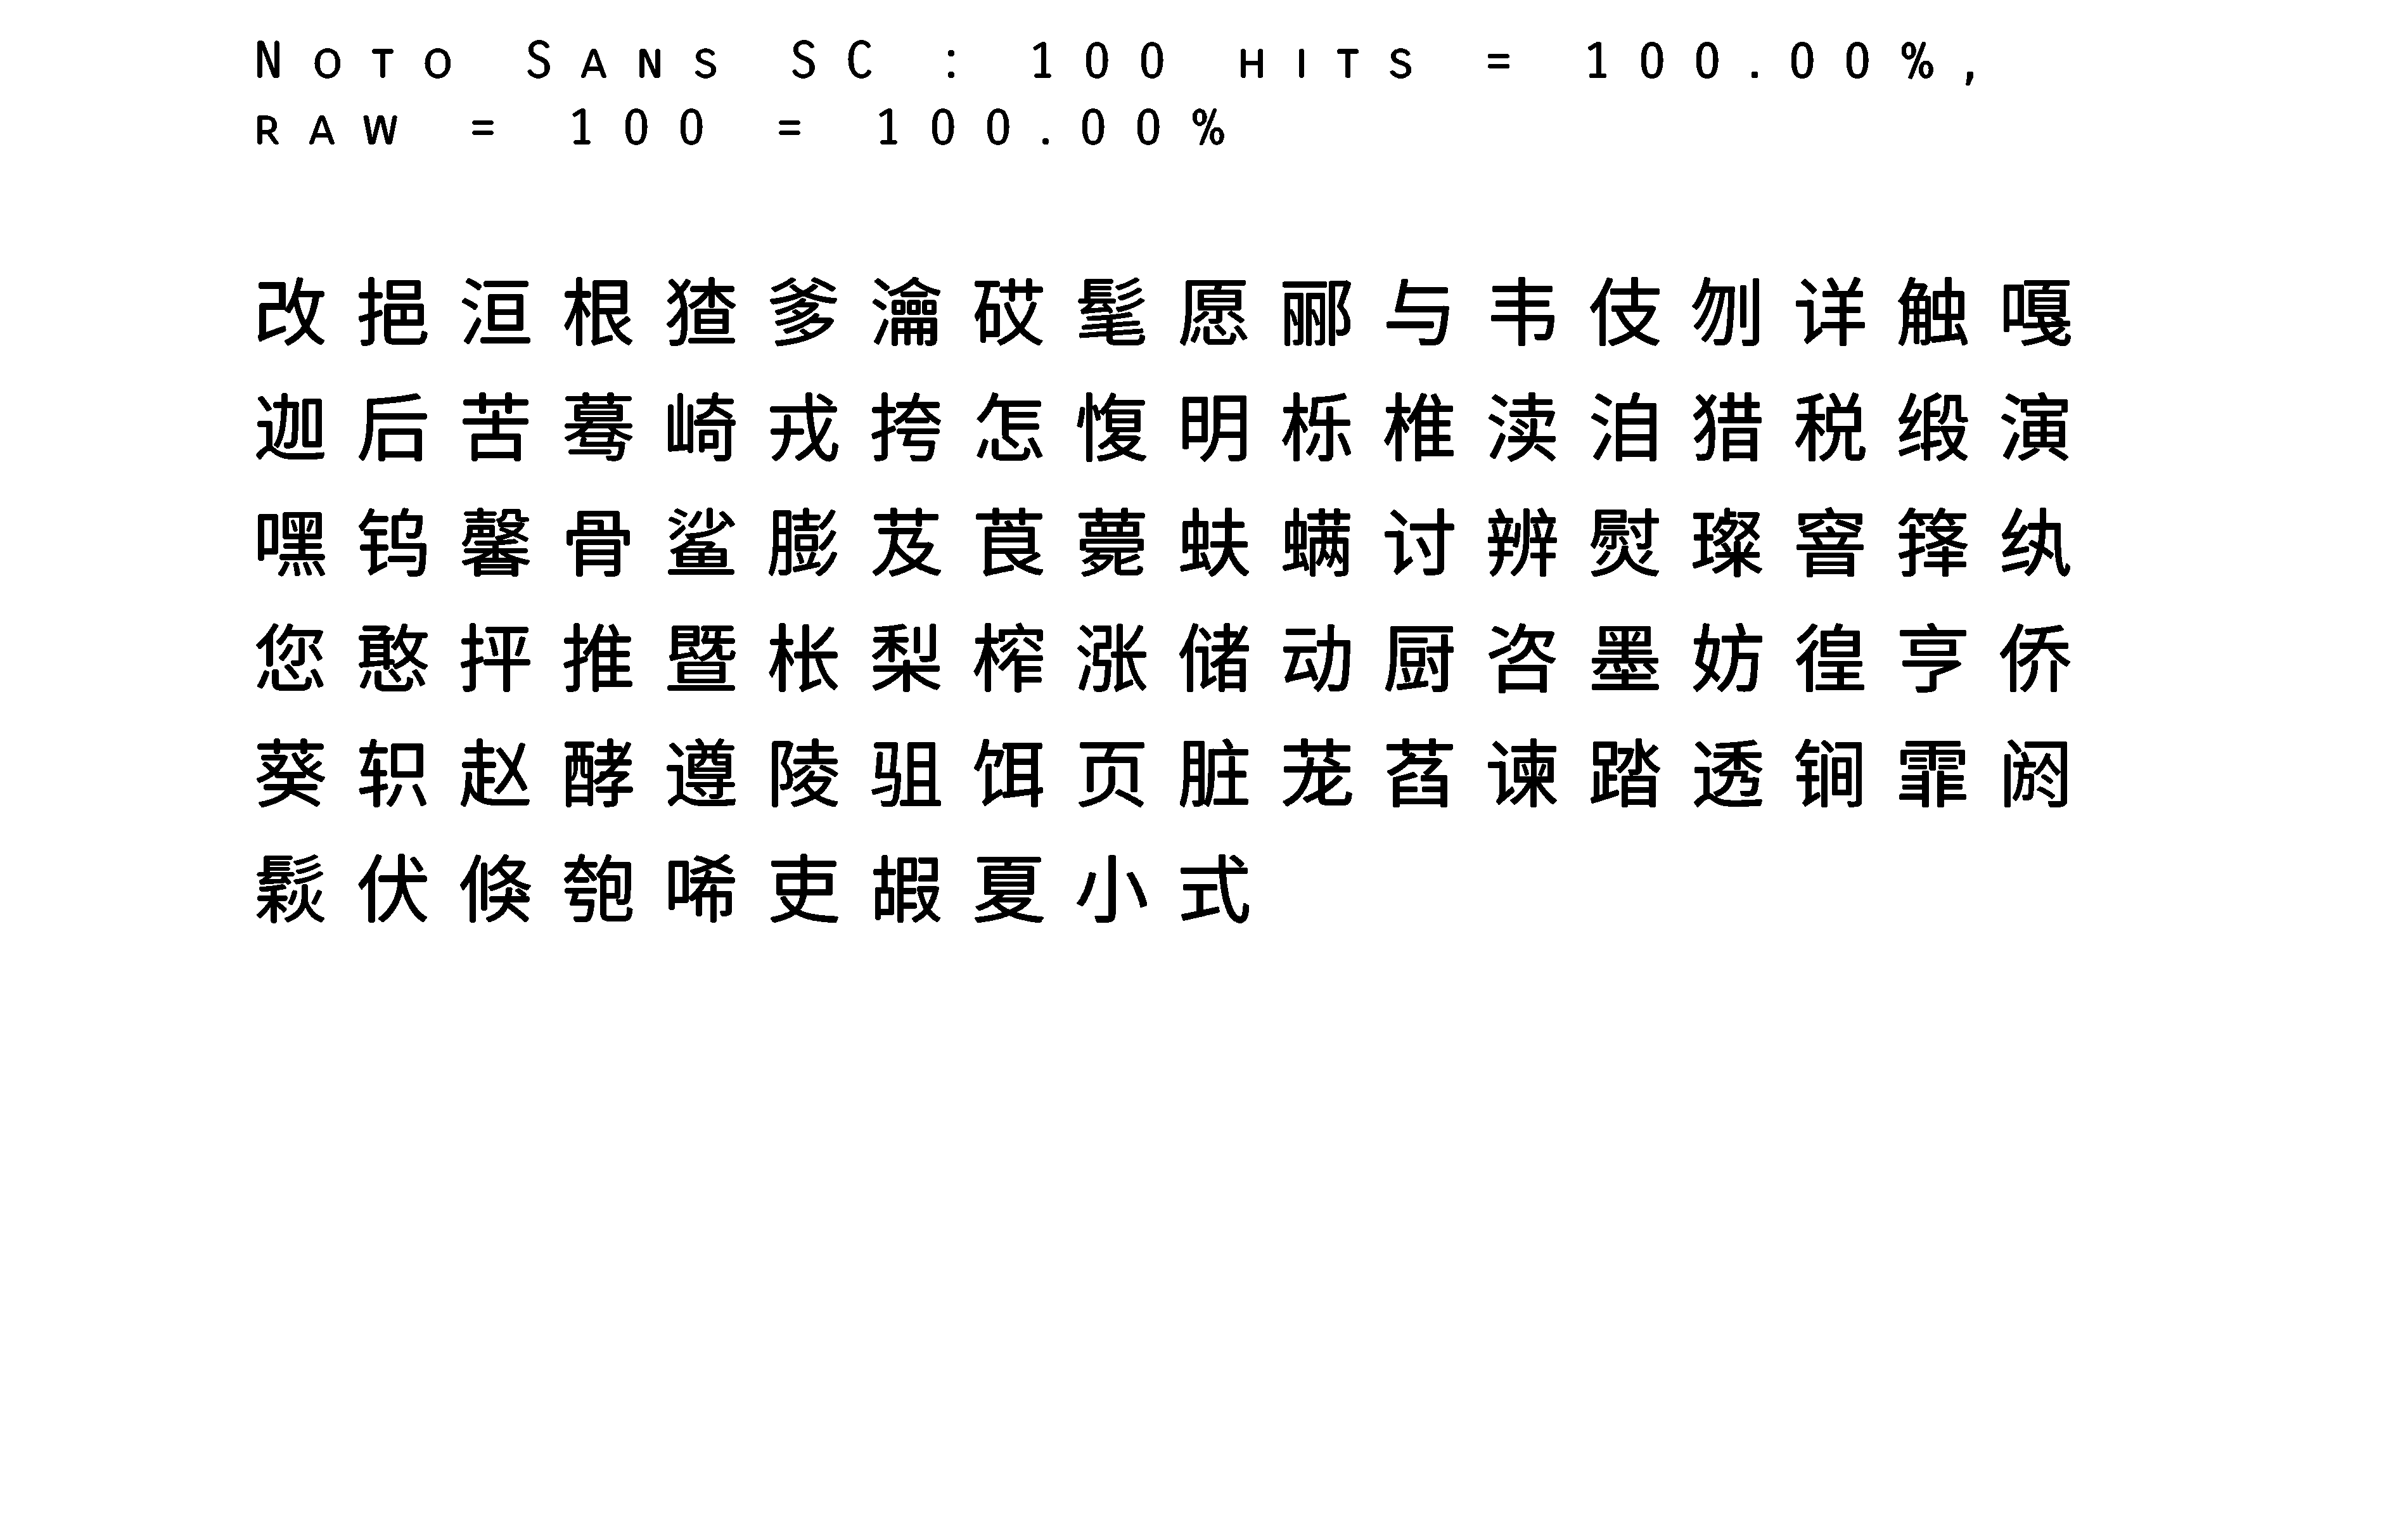 Noto Sans SC : 100 hits = 100.00%,
raw = 100 = 100.00%
改挹洹根猹爹瀹砹髦愿郦与韦伎刎详触嘎
迦后苦蓦崎戎挎怎愎明栎椎渎洎猎税缎演
嘿钨馨骨鲨膨芨茛薨蚨螨讨辨熨璨窖箨纨
您憨抨推暨枨梨榨涨储动厨咨墨妨徨亨侨
葵轵赵酵遵陵驵饵页脏茏萏谏踏透锏霏阏
鬏伏倏匏唏吏嘏夏小式